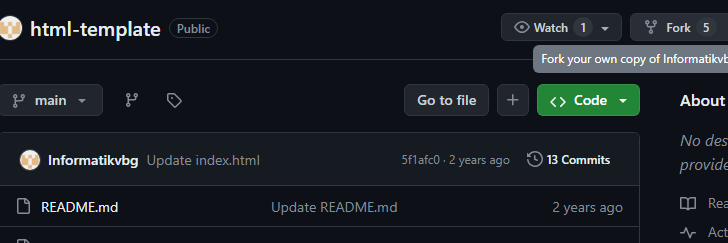 html-template Public Watch 1 Fork 5
Fork your own copy of Informatikvb
main Go to file + Code About
No des
Informatikvbg Update index.html 5f1afc0 · 2 years ago 13 Commits provide
README.md Update README.md 2 years ago Rea
Act